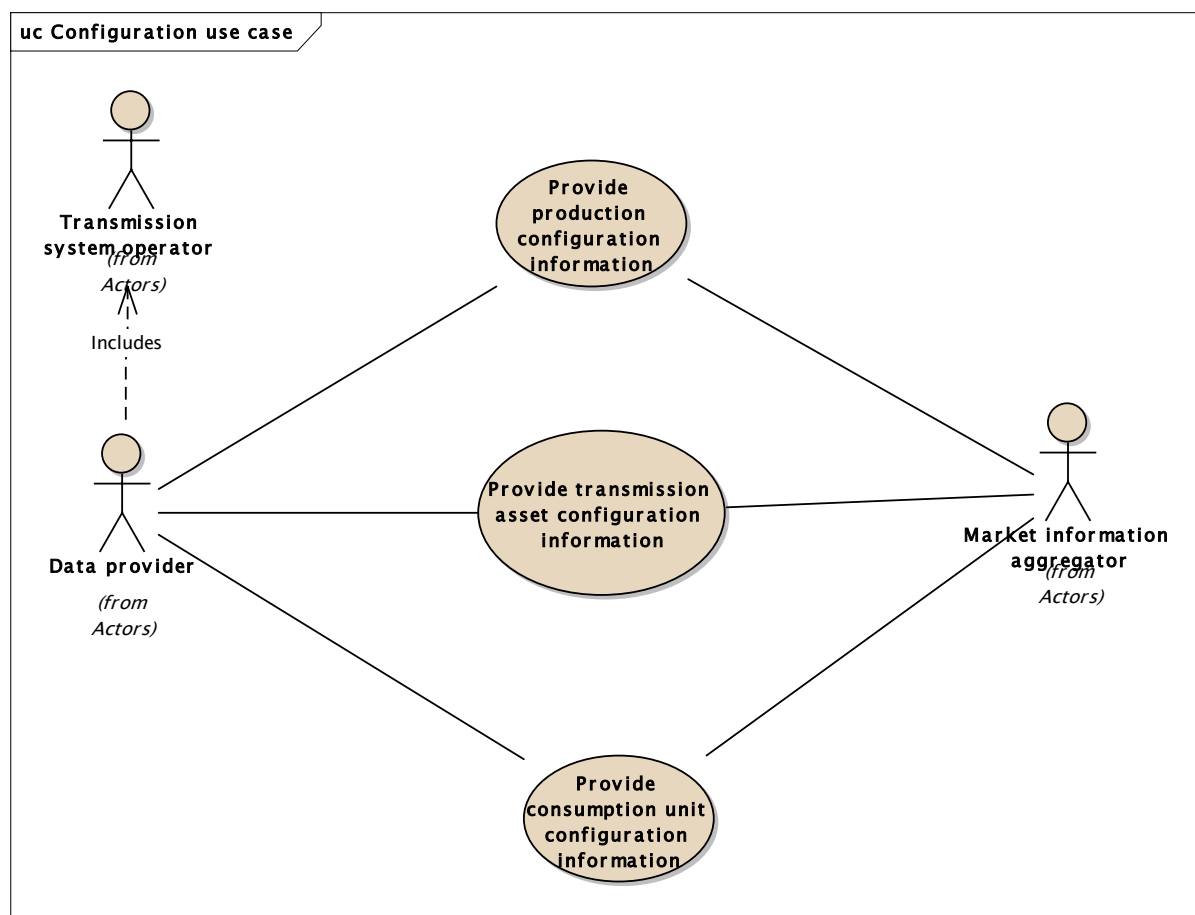 uc Configuration use case
Transmission
system operator
(from
Actors)
Includes
Data provider
(from
Actors)
Provide
production
configuration
information
Provide transmission
asset configuration
information
Provide
consumption unit
configuration
information
Market information
aggregator
(from
Actors)